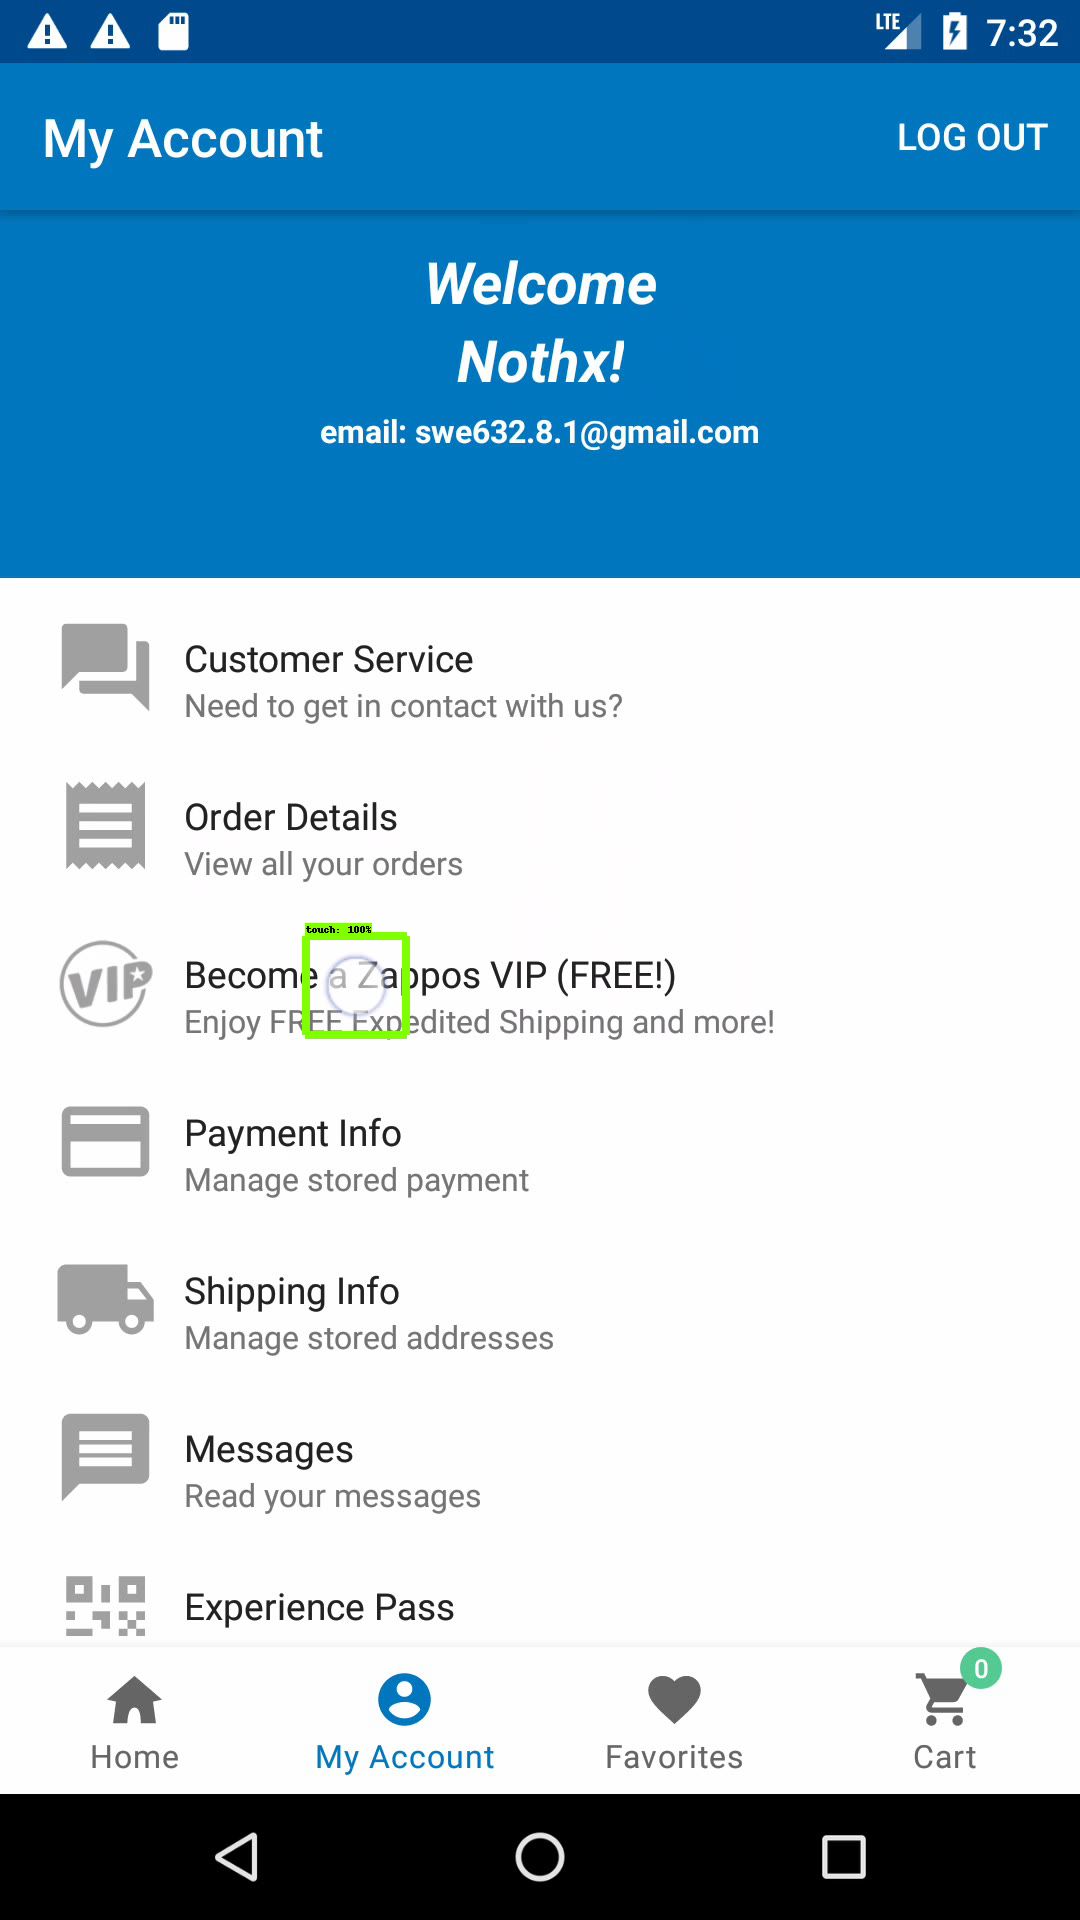 LTE 7:32
My Account LOG OUT
Welcome
Nothx!
email: swe632.8.1@gmail.com
Customer Service
Need to get in contact with us?
Order Details
View all your orders
touch: 100%
VIP
Become a Zappos VIP (FREE!)
Enjoy FREE Expedited Shipping and more!
Payment Info
Manage stored payment
Shipping Info
Manage stored addresses
Messages
Read your messages
Experience Pass
0
Home My Account Favorites Cart